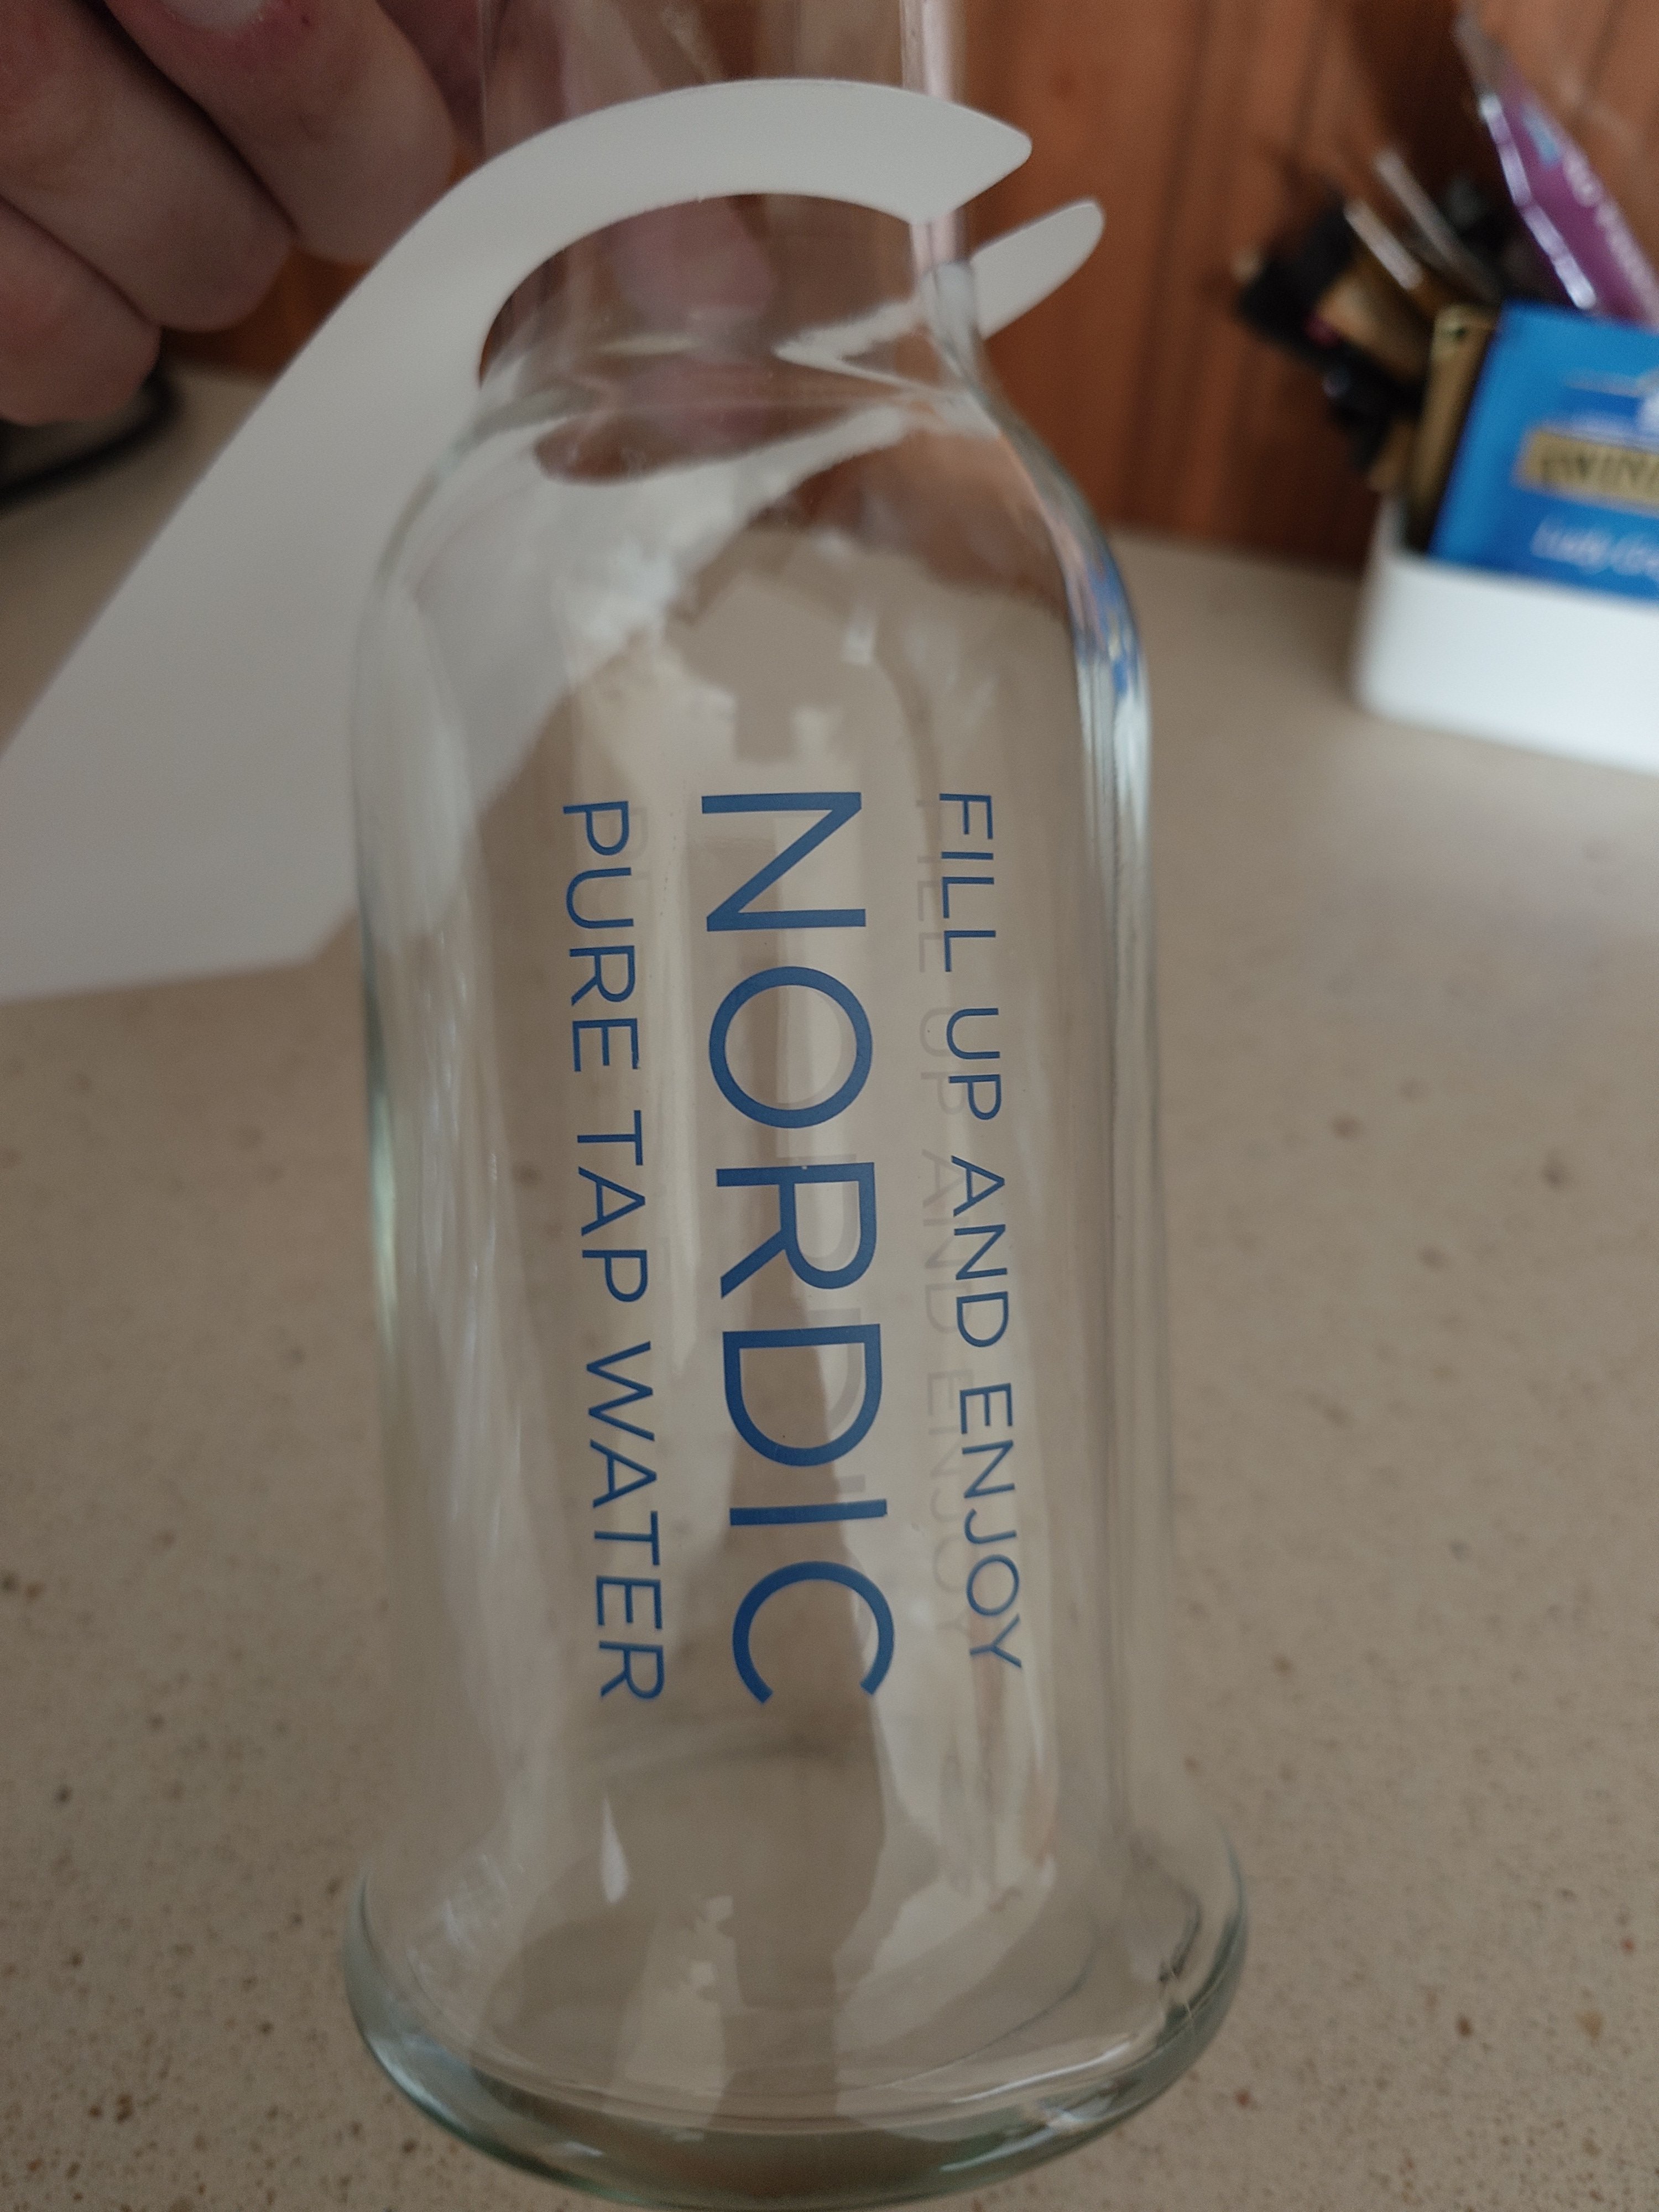 FILL UP AND ENJOY
NORDIC
PURE TAP WATER